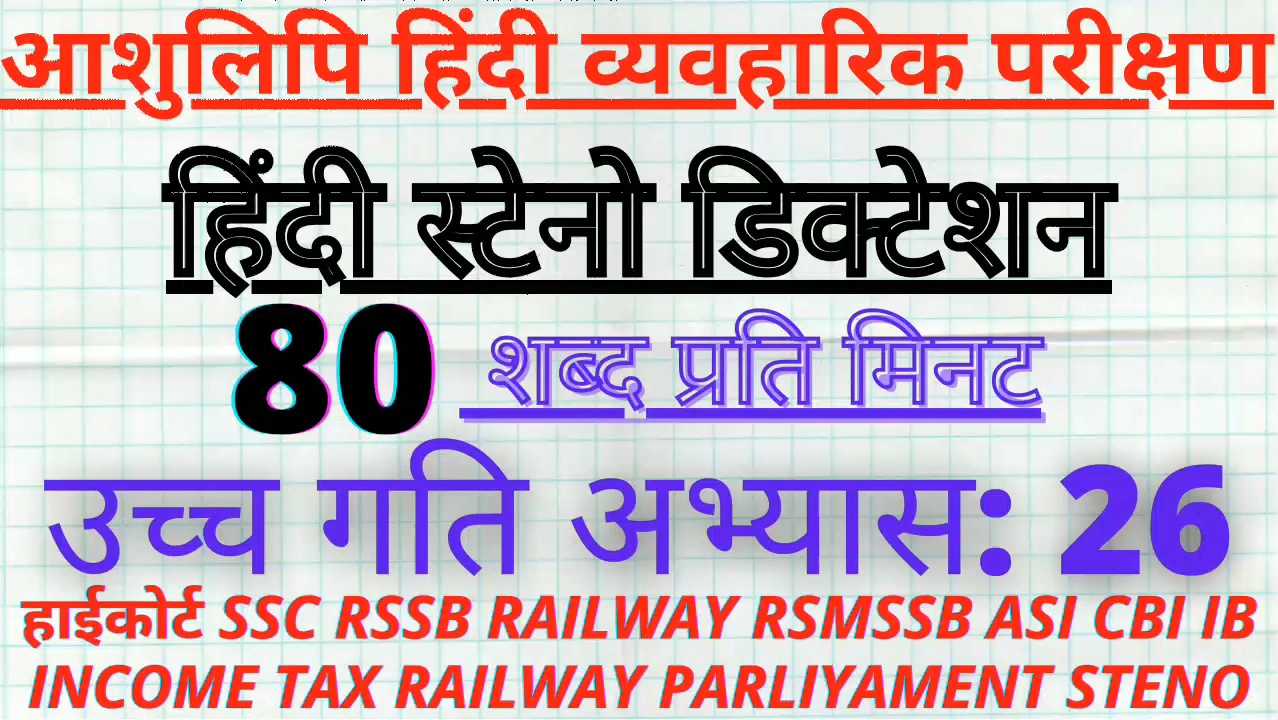 आशुलिपि हिंदी व्यवहारिक परीक्षण
हिंदी स्टेनो डिक्टेशन
80 शब्द प्रति मिनट
उच्च गति अभ्यास: 26
हाईकोर्ट SSC RSSB RAILWAY RSMSSB ASI CBI IB
INCOME TAX RAILWAY PARLIYAMENT STENO